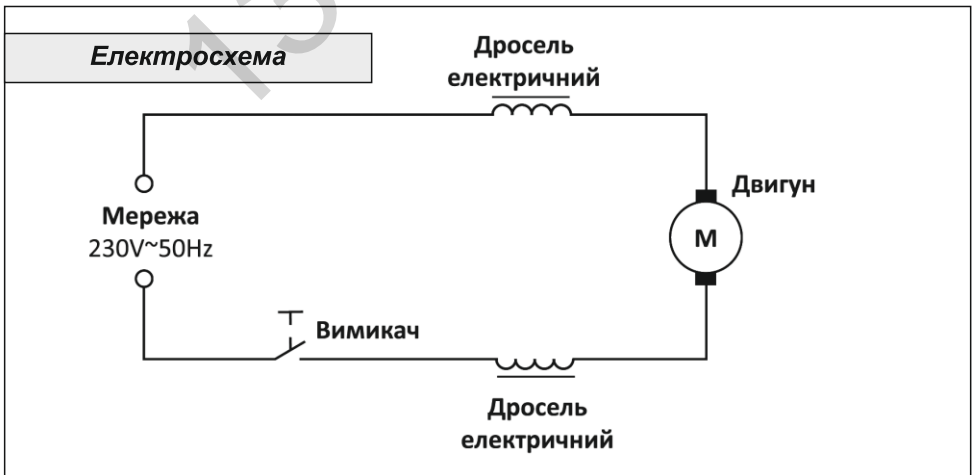 Електросхема
Дросель
електричний
Двигун
М
Мережа
230V~50Hz
Вимикач
Дросель
електричний